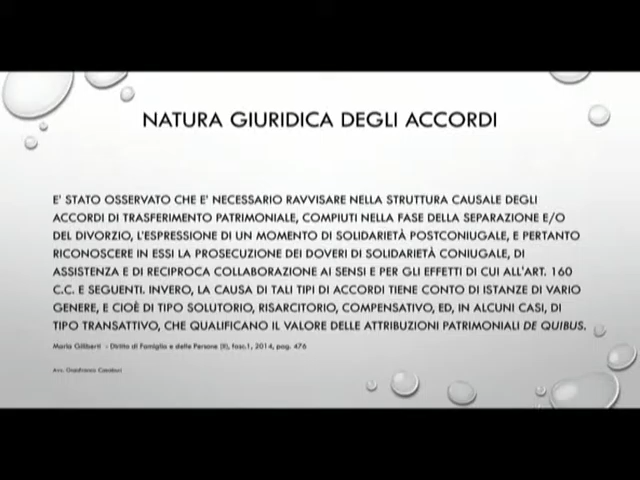 NATURA GIURIDICA DEGLI ACCORDI
E' STATO OSSERVATO CHE E' NECESSARIO RAVVISARE NELLA STRUTTURA CAUSALE DEGLI
ACCORDI DI TRASFERIMENTO PATRIMONIALE, COMPIUTI NELLA FASE DELLA SEPARAZIONE E/O
DEL DIVORZIO, L'ESPRESSIONE DI UN MOMENTO DI SOLIDARIETÀ POSTCONIUGALE, E PERTANTO
RICONOSCERE IN ESSI LA PROSECUZIONE DEI DOVERI DI SOLIDARIETÀ CONIUGALE, DI
ASSISTENZA E DI RECIPROCA COLLABORAZIONE AI SENSI E PER GLI EFFETTI DI CUI ALL'ART. 160
C.C. E SEGUENTI. INVERO, LA CAUSA DI TALI TIPI DI ACCORDI TIENE CONTO DI ISTANZE DI VARIO
GENERE, E CIOÈ DI TIPO SOLUTORIO, RISARCITORIO, COMPENSATIVO, ED, IN ALCUNI CASI, DI
TIPO TRANSATTIVO, CHE QUALIFICANO IL VALORE DELLE ATTRIBUZIONI PATRIMONIALI DE QUIBUS.
Maria Giliberti - Diritto di Famiglia e delle Persone (Il), fasc.1, 2014, pag. 476
Avv. Gianfranco